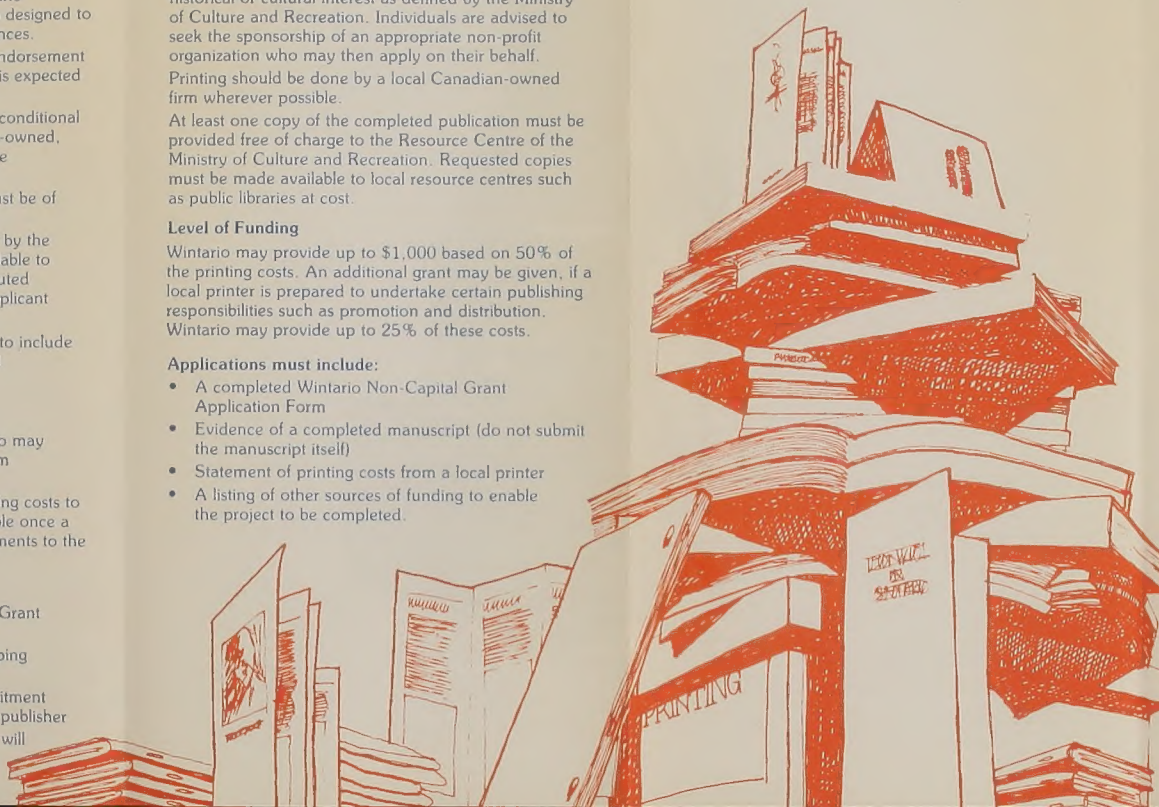 designed to
nces.
ndorsement
is expected
conditional
-owned,
e
ust be of
by the
able to
uted
plicant
to include
o may
m
ng costs to
le once a
ments to the
Grant
ping
itment
publisher
will
historical or cultural interest as defined by the Ministry
of Culture and Recreation. Individuals are advised to
seek the sponsorship of an appropriate non-profit
organization who may then apply on their behalf.
Printing should be done by a local Canadian-owned
firm wherever possible.
At least one copy of the completed publication must be
provided free of charge to the Resource Centre of the
Ministry of Culture and Recreation. Requested copies
must be made available to local resource centres such
as public libraries at cost.
Level of Funding
Wintario may provide up to $1,000 based on 50% of
the printing costs. An additional grant may be given, if a
local printer is prepared to undertake certain publishing
responsibilities such as promotion and distribution.
Wintario may provide up to 25% of these costs.
Applications must include:
• A completed Wintario Non-Capital Grant
Application Form
• Evidence of a completed manuscript (do not submit
the manuscript itself)
• Statement of printing costs from a local printer
• A listing of other sources of funding to enable
the project to be completed.
PRINTING